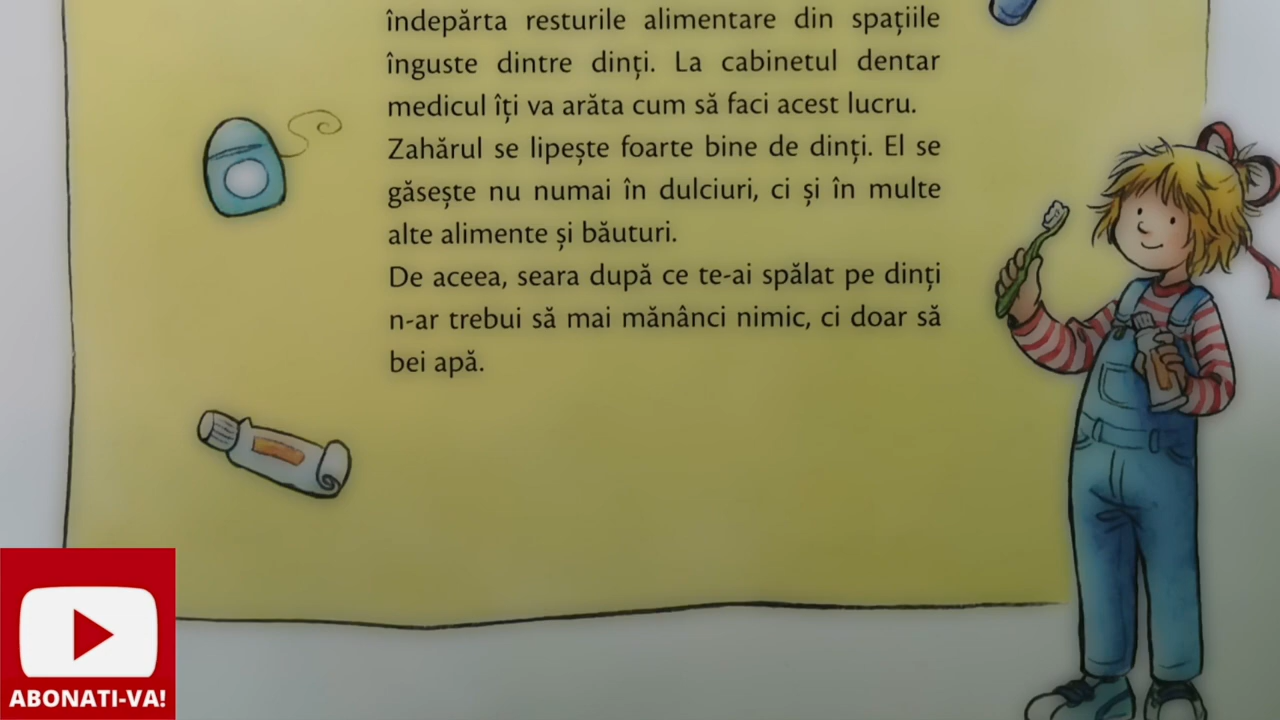 îndepărta resturile alimentare din spațiile
înguste dintre dinți. La cabinetul dentar
medicul îți va arăta cum să faci acest lucru.
Zahărul se lipește foarte bine de dinți. El se
găsește nu numai în dulciuri, ci și în multe
alte alimente și băuturi.
De aceea, seara după ce te-ai spălat pe dinți
n-ar trebui să mai mănânci nimic, ci doar să
bei apă.
ABONATI-VA!